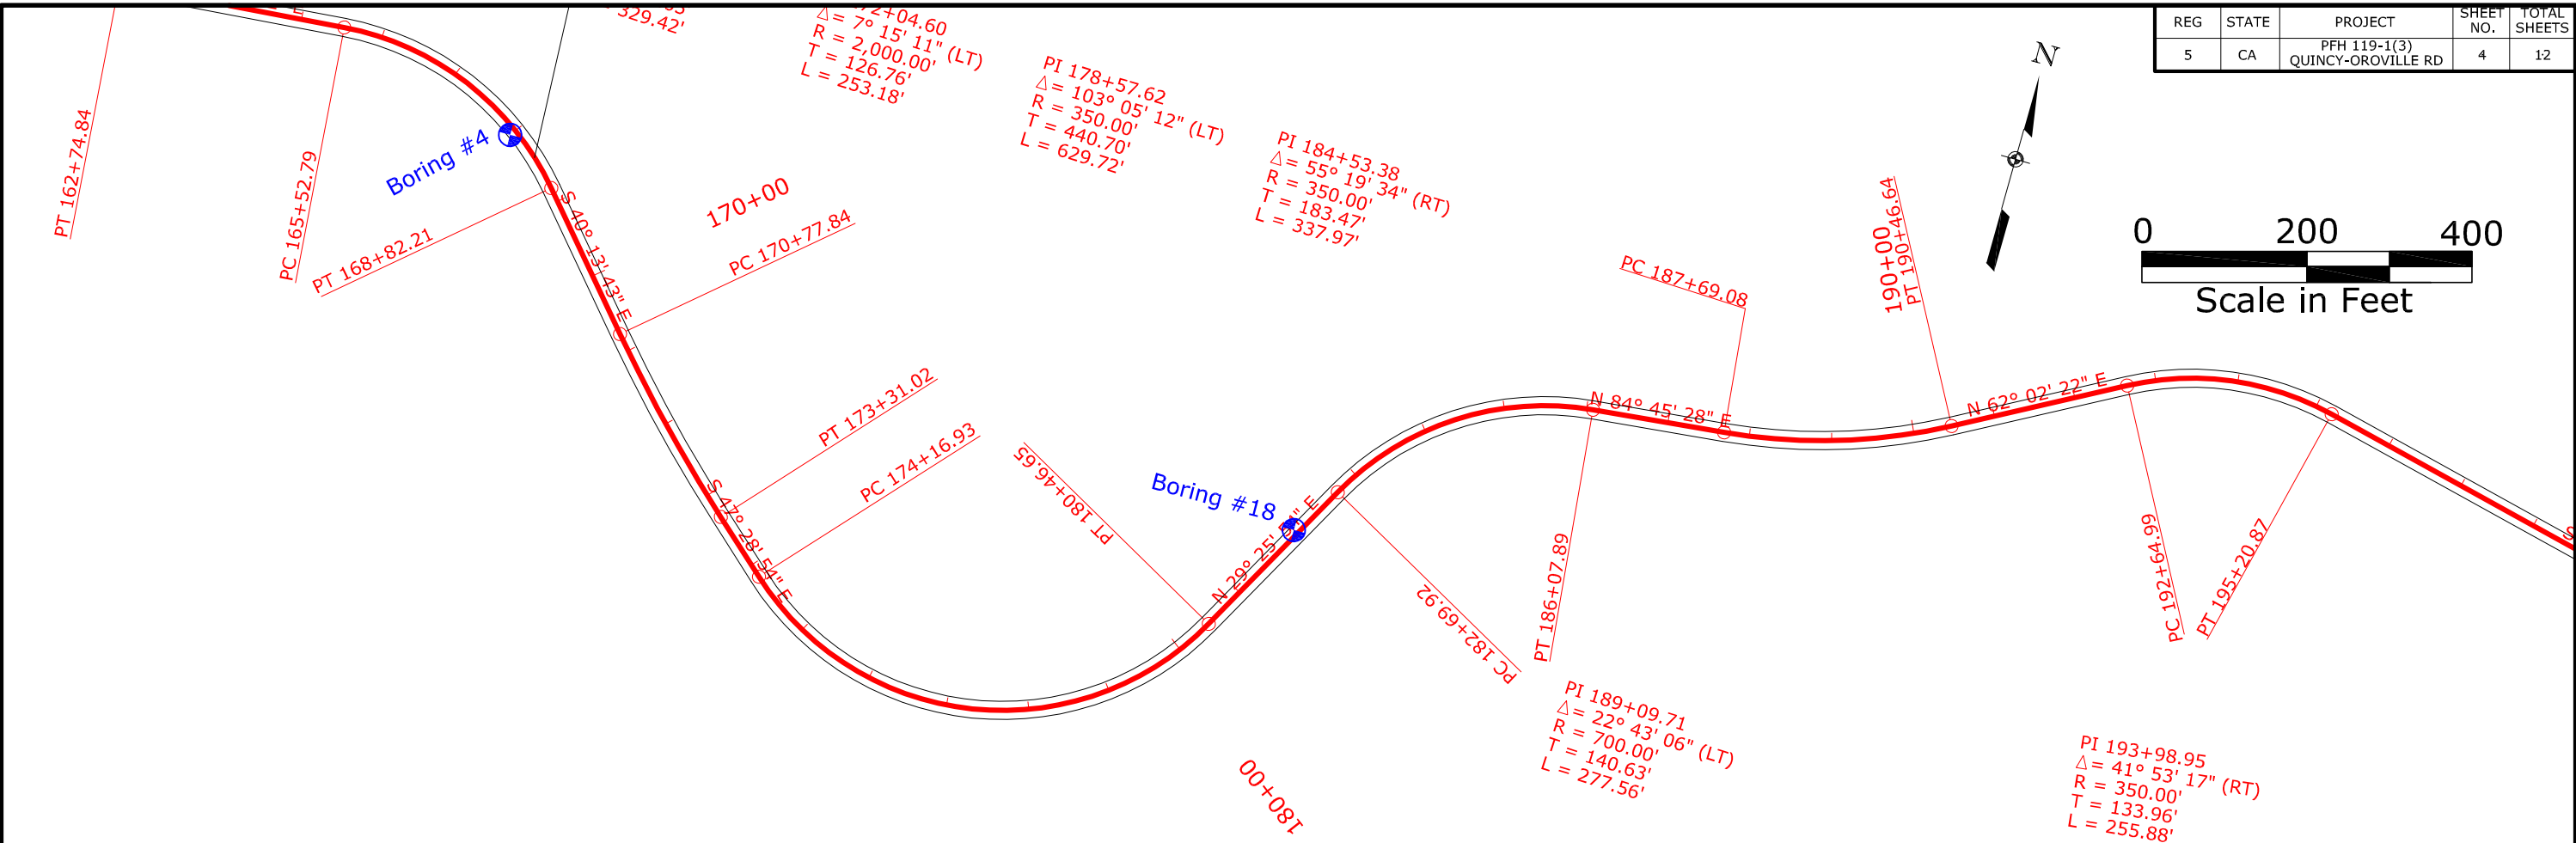 REG STATE PROJECT SHEET NO. TOTAL SHEETS
5 CA PFH 119-1(3) QUINCY-OROVILLE RD 4 12
N
0 200 400
Scale in Feet
329.42'
72+04.60
△= 7° 15' 11" (LT)
R = 2,000.00'
T = 126.76'
L = 253.18'
PI 178+57.62
△= 103° 05' 12" (LT)
R = 350.00'
T = 440.70'
L = 629.72'
PI 184+53.38
△= 55° 19' 34" (RT)
R = 350.00'
T = 183.47'
L = 337.97'
PT 162+74.84
PC 165+52.79
Boring #4
PT 168+82.21
S 40° 13' 43" E
170+00
PC 170+77.84
PT 173+31.02
PC 174+16.93
S 47° 28' 54" E
PT 180+46.65
Boring #18
N 29° 25' 54" E
PC 182+69.92
PT 186+07.89
N 84° 45' 28" E
PC 187+69.08
190+00
PT 190+46.64
N 62° 02' 22" E
PC 192+64.99
PT 195+20.87
S
180+00
PI 189+09.71
△= 22° 43' 06" (LT)
R = 700.00'
T = 140.63'
L = 277.56'
PI 193+98.95
△= 41° 53' 17" (RT)
R = 350.00'
T = 133.96'
L = 255.88'